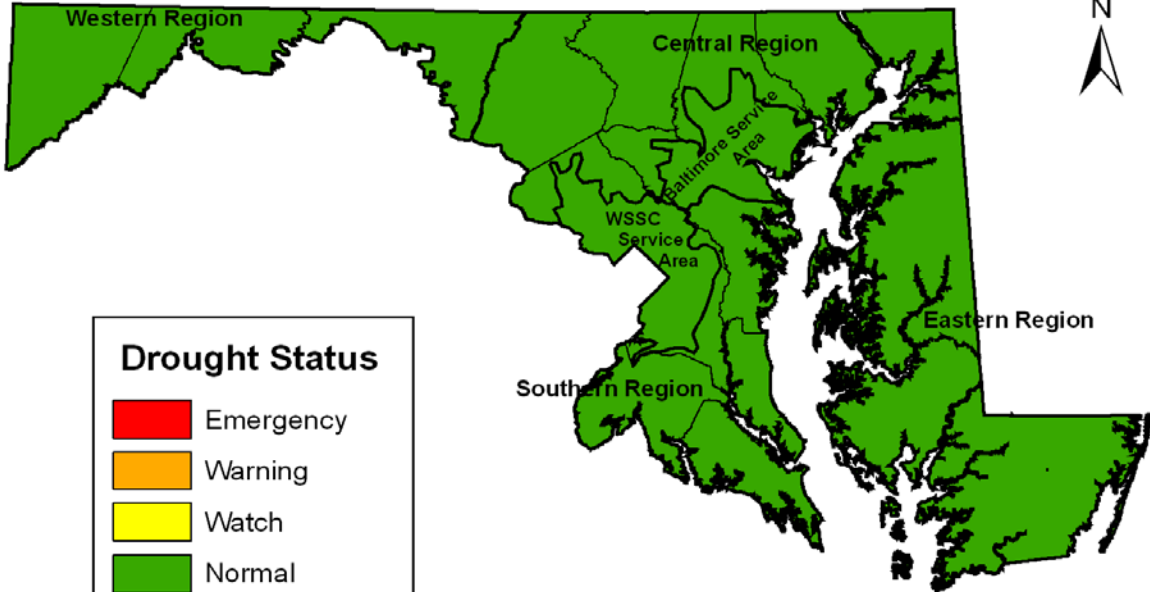 Western Region
N
Central Region
Baltimore Service
Area
WSSC
Service
Area
Eastern Region
Southern Region
Drought Status
Emergency
Warning
Watch
Normal